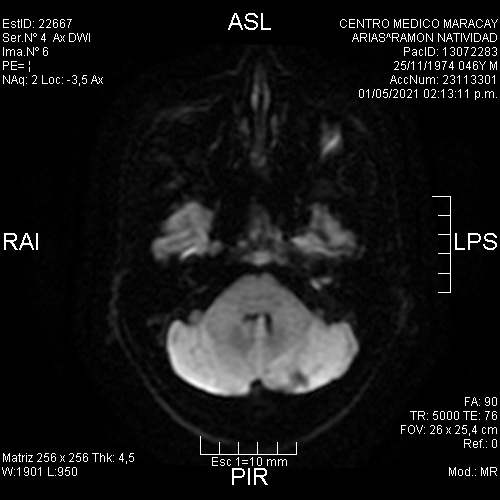 EstID: 22667
Ser.Nº 4 Ax DWI
Ima.Nº 6
PE= ¦
NAq: 2 Loc: -3,5 Ax
ASL
CENTRO MEDICO MARACAY
ARIAS^RAMON NATIVIDAD
PacID: 13072283
25/11/1974 046Y M
AccNum: 23113301
01/05/2021 02:13:11 p.m.
RAI
LPS
FA: 90
TR: 5000 TE: 76
FOV: 26 x 25,4 cm
Ref.: 0
Mod.: MR
Matriz 256 x 256 Thk: 4,5
W:1901 L:950
Esc 1=10 mm
PIR